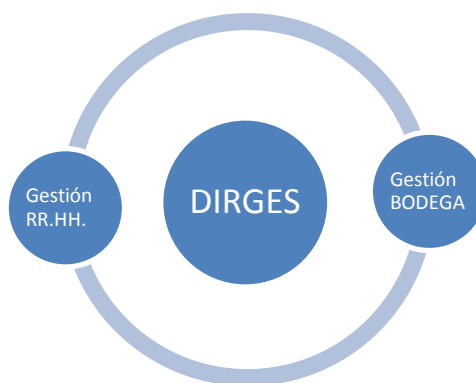 Gestión
RR.HH.
DIRGES
Gestión
BODEGA